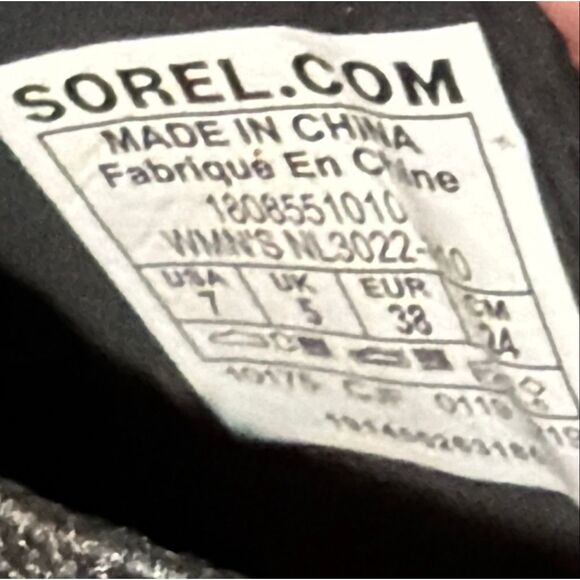 SOREL.COM
MADE IN CHINA
Fabriqué En Chine
1808551010
WMN'S NL3022-
USA UK EUR CM
7 5 38 24